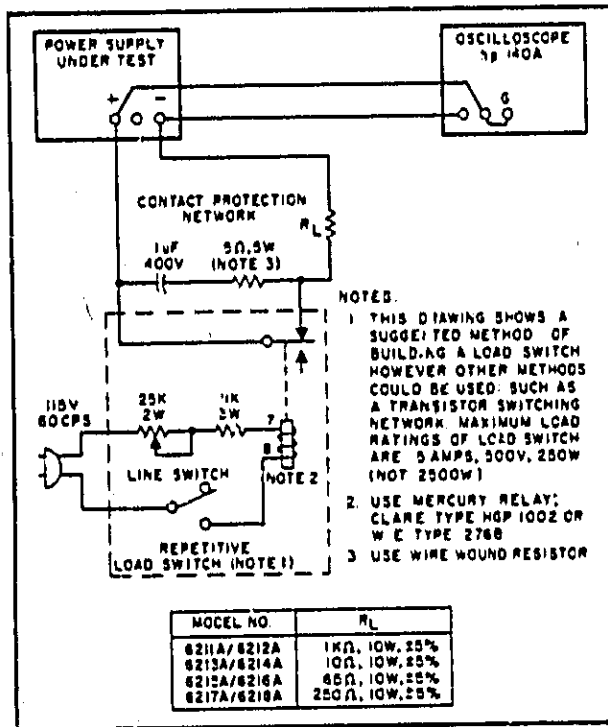 POWER SUPPLY
UNDER TEST
+ -
OSCILLOSCOPE
hp 140A
G
CONTACT PROTECTION
NETWORK
1uF
400V
5Ω,5W
(NOTE 3)
RL
115V
60CPS
25K
2W
3W
7
8
LINE SWITCH
NOTE 2
REPETITIVE
LOAD SWITCH (NOTE 1)
NOTES:
1 THIS DRAWING SHOWS A
SUGGESTED METHOD OF
BUILDING A LOAD SWITCH
HOWEVER OTHER METHODS
COULD BE USED: SUCH AS
A TRANSISTOR SWITCHING
NETWORK. MAXIMUM LOAD
RATINGS OF LOAD SWITCH
ARE 5 AMPS, 500V, 250W
(NOT 2500W)
2. USE MERCURY RELAY;
CLARE TYPE HGP 1002 OR
W E TYPE 276B
3 USE WIRE WOUND RESISTOR
MODEL NO. RL
6211A/6212A 1KΩ, 10W, ±5%
6213A/6214A 10Ω, 10W, ±5%
6215A/6216A 65Ω, 10W, ±5%
6217A/6218A 250Ω, 10W, ±5%